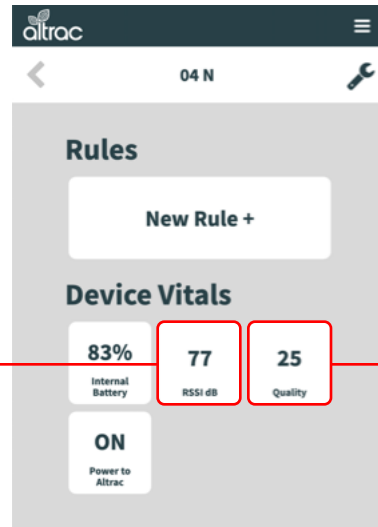 altrac
04 N
Rules
New Rule +
Device Vitals
83%
Internal
Battery
77
RSSI dB
25
Quality
ON
Power to
Altrac